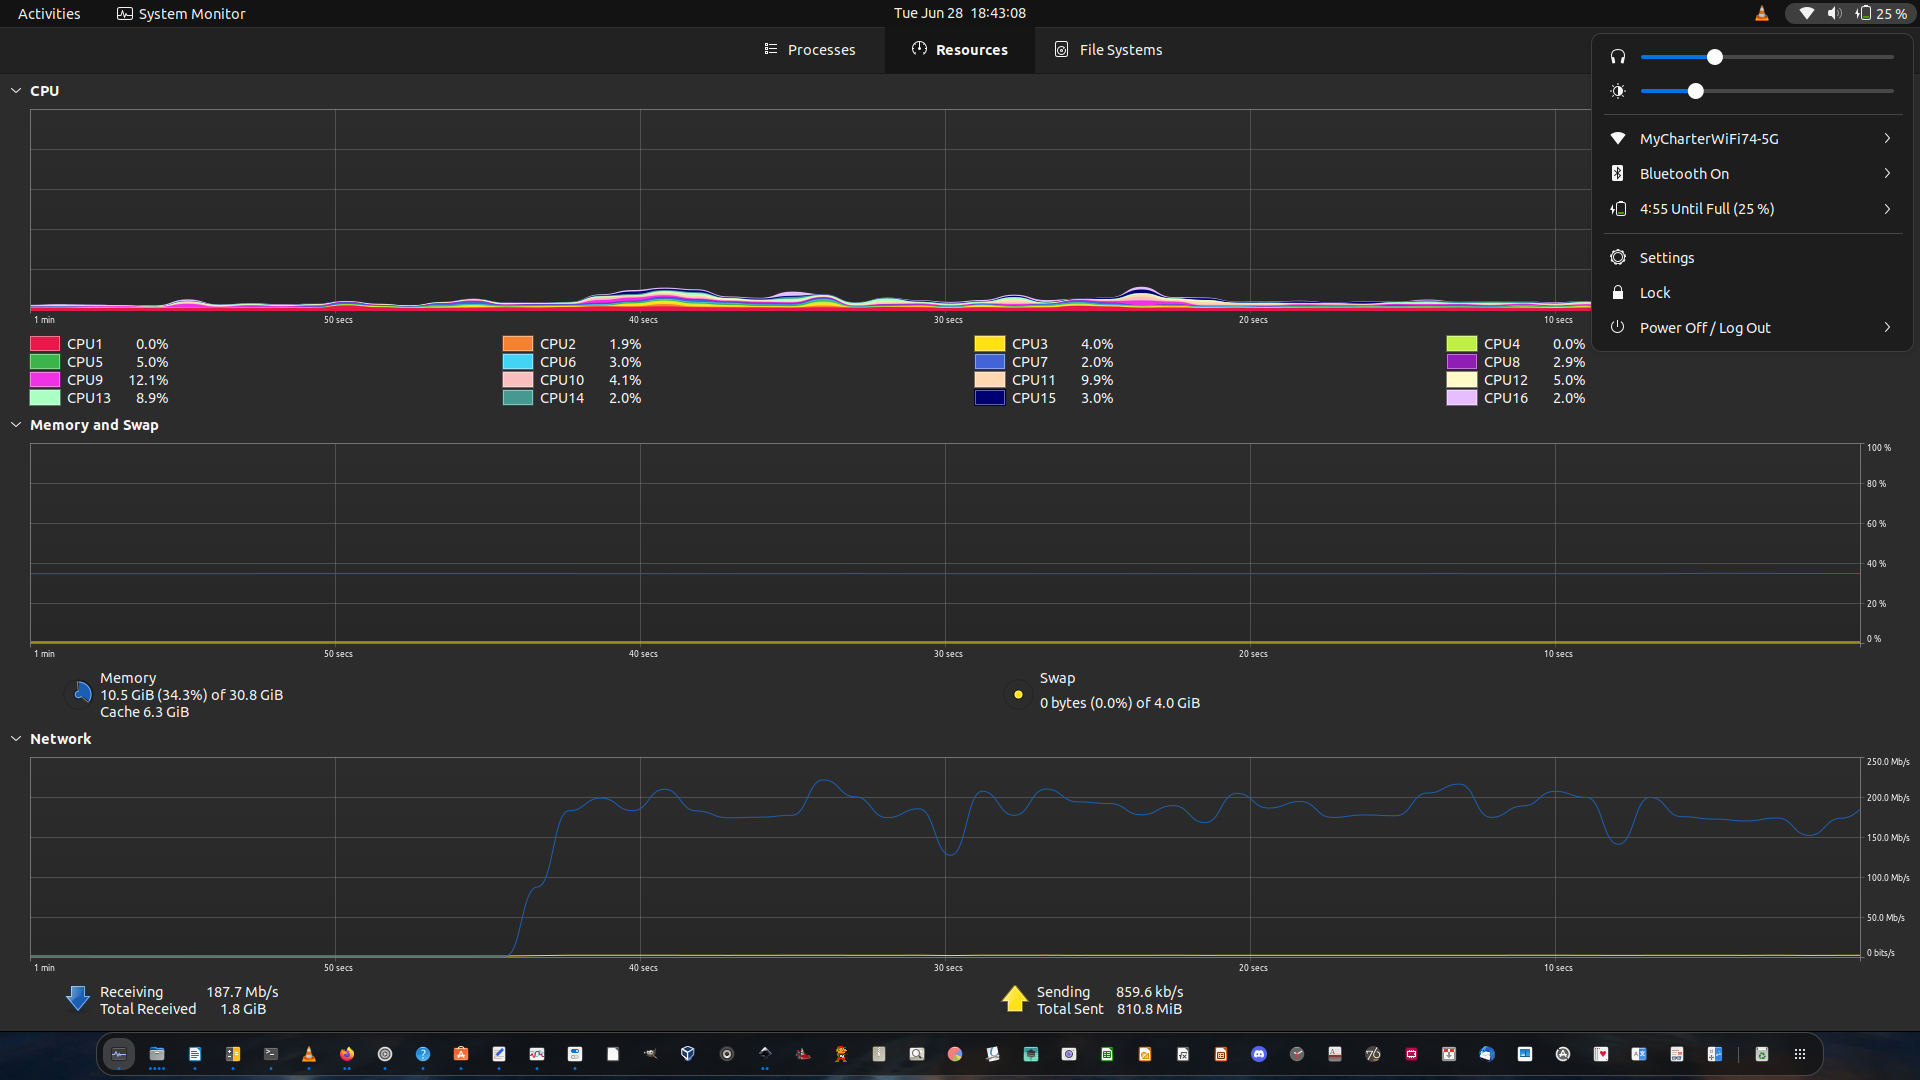 Activities
System Monitor
Tue Jun 28 18:43:08
25 %
Processes
Resources
File Systems
CPU
1 min
50 secs
40 secs
30 secs
20 secs
10 secs
CPU1 0.0%
CPU2 1.9%
CPU3 4.0%
CPU4 0.0%
CPU5 5.0%
CPU6 3.0%
CPU7 2.0%
CPU8 2.9%
CPU9 12.1%
CPU10 4.1%
CPU11 9.9%
CPU12 5.0%
CPU13 8.9%
CPU14 2.0%
CPU15 3.0%
CPU16 2.0%
MyCharterWiFi74-5G
Bluetooth On
4:55 Until Full (25 %)
Settings
Lock
Power Off / Log Out
Memory and Swap
100 %
80 %
60 %
40 %
20 %
0 %
1 min
50 secs
40 secs
30 secs
20 secs
10 secs
Memory
10.5 GiB (34.3%) of 30.8 GiB
Cache 6.3 GiB
Swap
0 bytes (0.0%) of 4.0 GiB
Network
250.0 Mb/s
200.0 Mb/s
150.0 Mb/s
100.0 Mb/s
50.0 Mb/s
0 bits/s
1 min
50 secs
40 secs
30 secs
20 secs
10 secs
Receiving 187.7 Mb/s
Total Received 1.8 GiB
Sending 859.6 kb/s
Total Sent 810.8 MiB